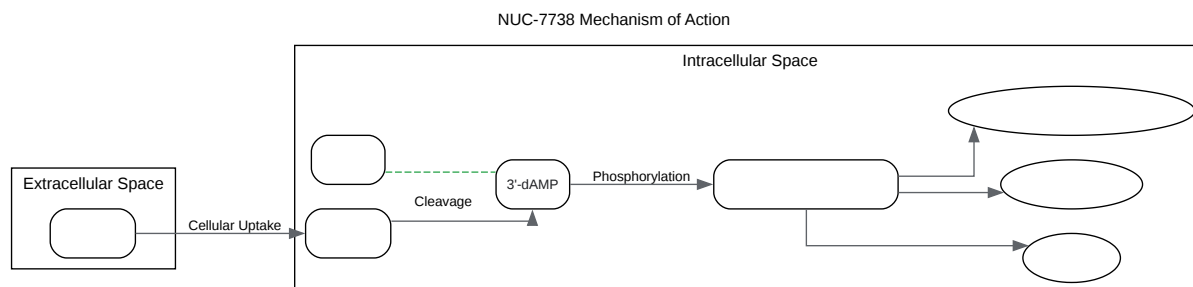 NUC-7738 Mechanism of Action
Intracellular Space
Extracellular Space
Cellular Uptake
Cleavage
3'-dAMP
Phosphorylation